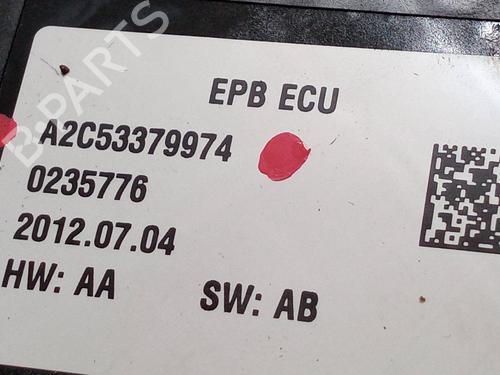 EPB ECU
A2C53379974
0235776
2012.07.04
HW: AA SW: AB
B-PARTS